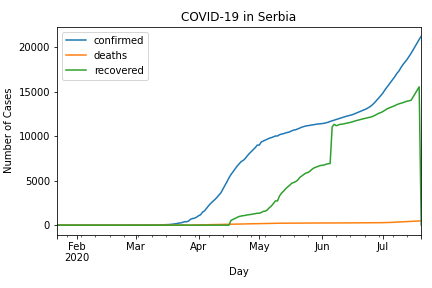 COVID-19 in Serbia
confirmed
deaths
recovered
Number of Cases
20000
15000
10000
5000
0
Feb Mar Apr May Jun Jul
2020
Day